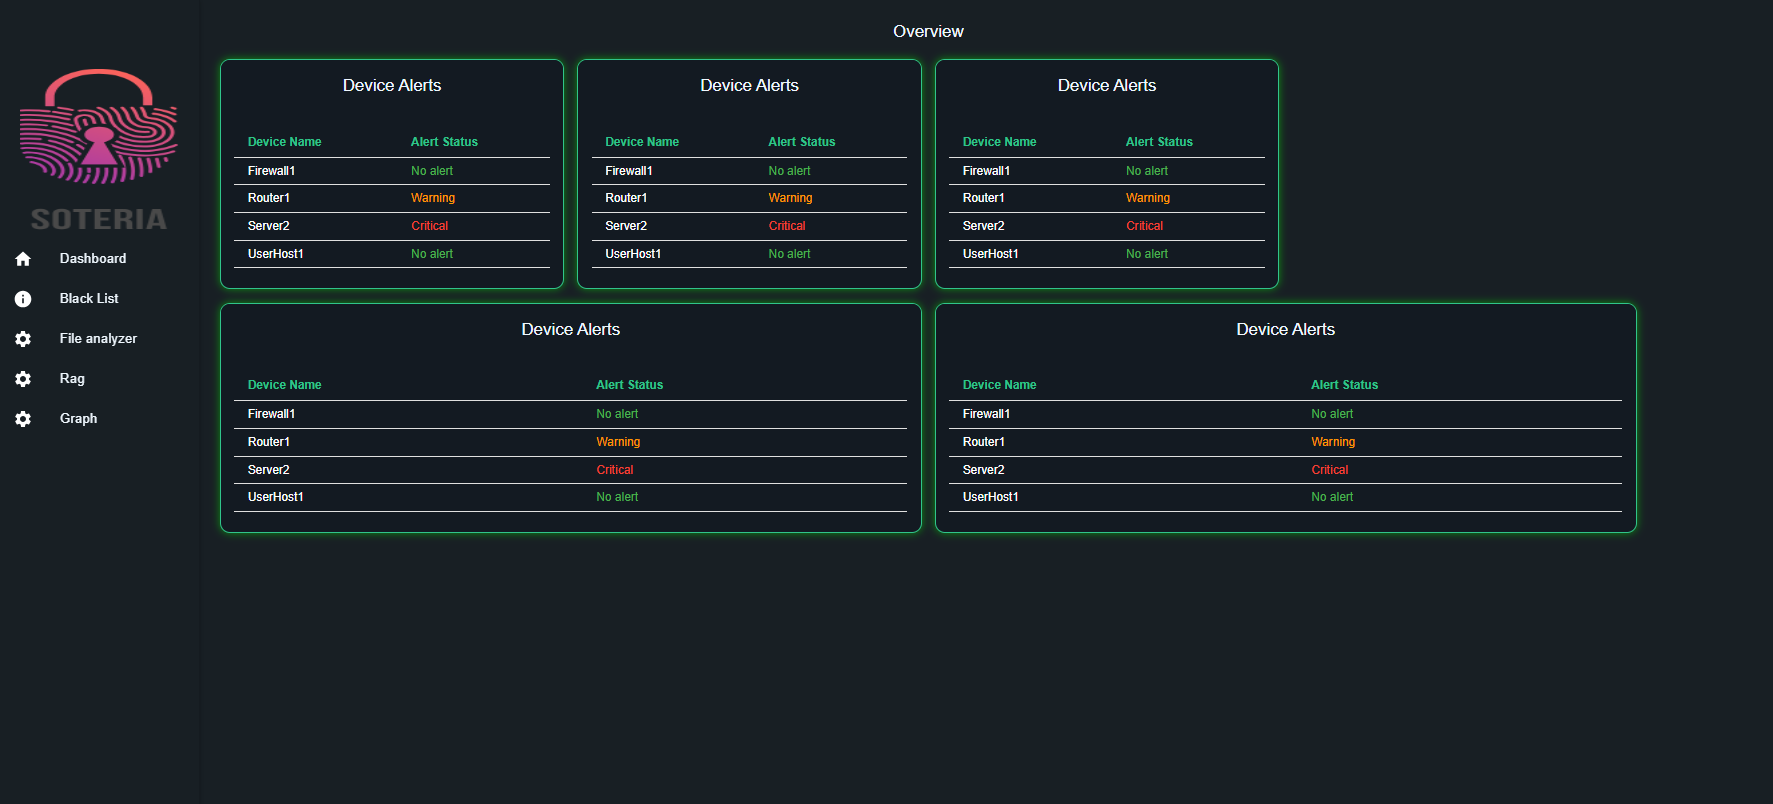 Overview
SOTERIA
Dashboard
Black List
File analyzer
Rag
Graph
Device Alerts
Device Name Alert Status
Firewall1 No alert
Router1 Warning
Server2 Critical
UserHost1 No alert
Device Alerts
Device Name Alert Status
Firewall1 No alert
Router1 Warning
Server2 Critical
UserHost1 No alert
Device Alerts
Device Name Alert Status
Firewall1 No alert
Router1 Warning
Server2 Critical
UserHost1 No alert
Device Alerts
Device Name Alert Status
Firewall1 No alert
Router1 Warning
Server2 Critical
UserHost1 No alert
Device Alerts
Device Name Alert Status
Firewall1 No alert
Router1 Warning
Server2 Critical
UserHost1 No alert